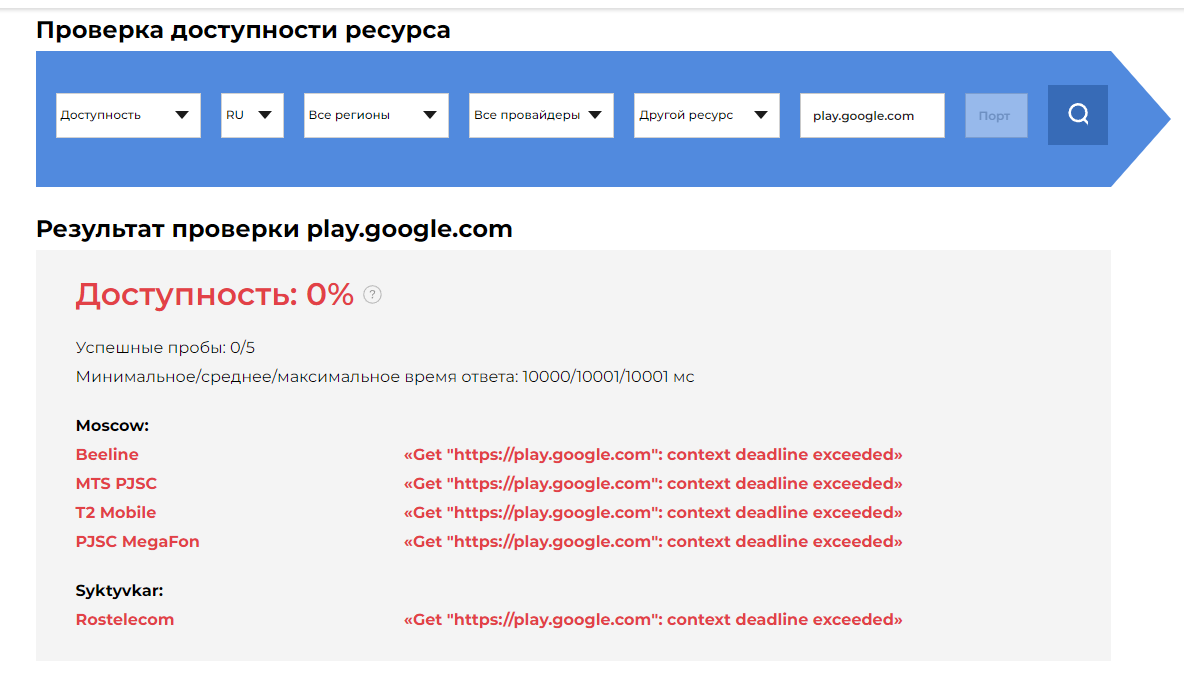 Проверка доступности ресурса
Доступность RU Все регионы Все провайдеры Другой ресурс play.google.com Порт
Результат проверки play.google.com
Доступность: 0% ?
Успешные пробы: 0/5
Минимальное/среднее/максимальное время ответа: 10000/10001/10001 мс
Moscow:
Beeline «Get "https://play.google.com": context deadline exceeded»
MTS PJSC «Get "https://play.google.com": context deadline exceeded»
T2 Mobile «Get "https://play.google.com": context deadline exceeded»
PJSC MegaFon «Get "https://play.google.com": context deadline exceeded»
Syktyvkar:
Rostelecom «Get "https://play.google.com": context deadline exceeded»